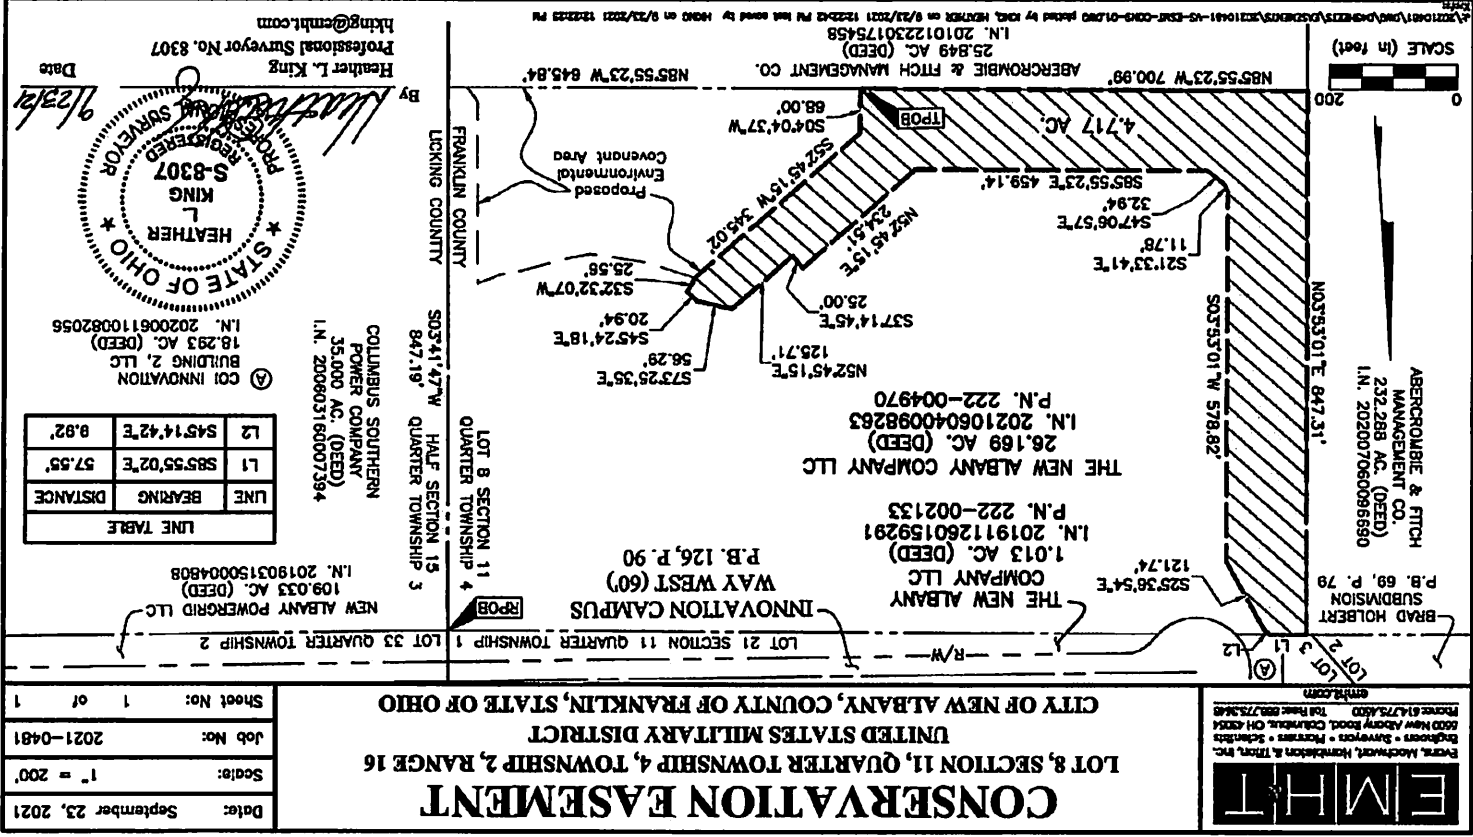 EMHT
Evans, Mechwart, Hambleton & Tilton, Inc.
Engineers • Surveyors • Planners • Scientists
5500 New Albany Road, Columbus, OH 43054
Phone: 614.775.4500 Toll Free: 888.775.3648
emht.com
CONSERVATION EASEMENT
LOT, 8, SECTION 11, QUARTER TOWNSHIP 4, TOWNSHIP 2, RANGE 16
UNITED STATES MILITARY DISTRICT
CITY OF NEW ALBANY, COUNTY OF FRANKLIN, STATE OF OHIO
Date: September 23, 2021
Scale: 1" = 200'
Job No: 2021-0481
Sheet No: 1 of 1
BRAD HOLBERT
SUBDIVISION
P.B. 69, P. 79
LOT 2
LOT 3
L1
L2
A
R/W
LOT 21 SECTION 11 QUARTER TOWNSHIP 1
LOT 33 QUARTER TOWNSHIP 2
INNOVATION CAMPUS
WAY WEST (60')
P.B. 126, P. 90
RPOB
NEW ALBANY POWERGRID LLC
109.033 AC. (DEED)
I.N. 201903150004808
S25°36'54"E
121.74'
THE NEW ALBANY
COMPANY LLC
1.013 AC. (DEED)
I.N. 201911260159291
P.N. 222-002133
THE NEW ALBANY COMPANY LLC
26.169 AC. (DEED)
I.N. 202106040098263
P.N. 222-004970
LOT 8 SECTION 11
QUARTER TOWNSHIP 4
HALF SECTION 15
QUARTER TOWNSHIP 3
S03°41'47"W
847.19'
LINE TABLE
LINE BEARING DISTANCE
L1 S85°55'02"E 57.55'
L2 S45°14'42"E 9.92'
ABERCROMBIE & FITCH
MANAGEMENT CO.
232.288 AC. (DEED)
I.N. 202007060096690
N03°53'01"E 847.31'
S03°53'01"W 578.82'
COLUMBUS SOUTHERN
POWER COMPANY
35.000 AC. (DEED)
I.N. 200603160007394
A COI INNOVATION
BUILDING 2, LLC
18.293 AC. (DEED)
I.N. 202006110082056
N52°45'15"E
125.71'
S73°25'35"E
56.29'
S45°24'18"E
20.94'
S37°14'45"E
25.00'
S32°32'07"W
25.56'
S21°33'41"E
11.78'
S47°06'57"E
32.94'
S85°55'23"E 459.14'
N52°45'15"E
234.51'
S52°45'15"W 345.02'
Proposed
Environmental
Covenant Area
FRANKLIN COUNTY
LICKING COUNTY
4.717 AC.
TPOB
S04°04'37"W
68.00'
N85°55'23"W 700.99'
N85°55'23"W 645.84'
ABERCROMBIE & FITCH MANAGEMENT CO.
25.849 AC. (DEED)
I.N. 201012230175458
0 200
SCALE (in feet)
STATE OF OHIO
HEATHER
L
KING
S-8307
REGISTERED
PROFESSIONAL SURVEYOR
By
9/23/21
Heather L. King
Date
Professional Surveyor No. 8307
hking@emht.com